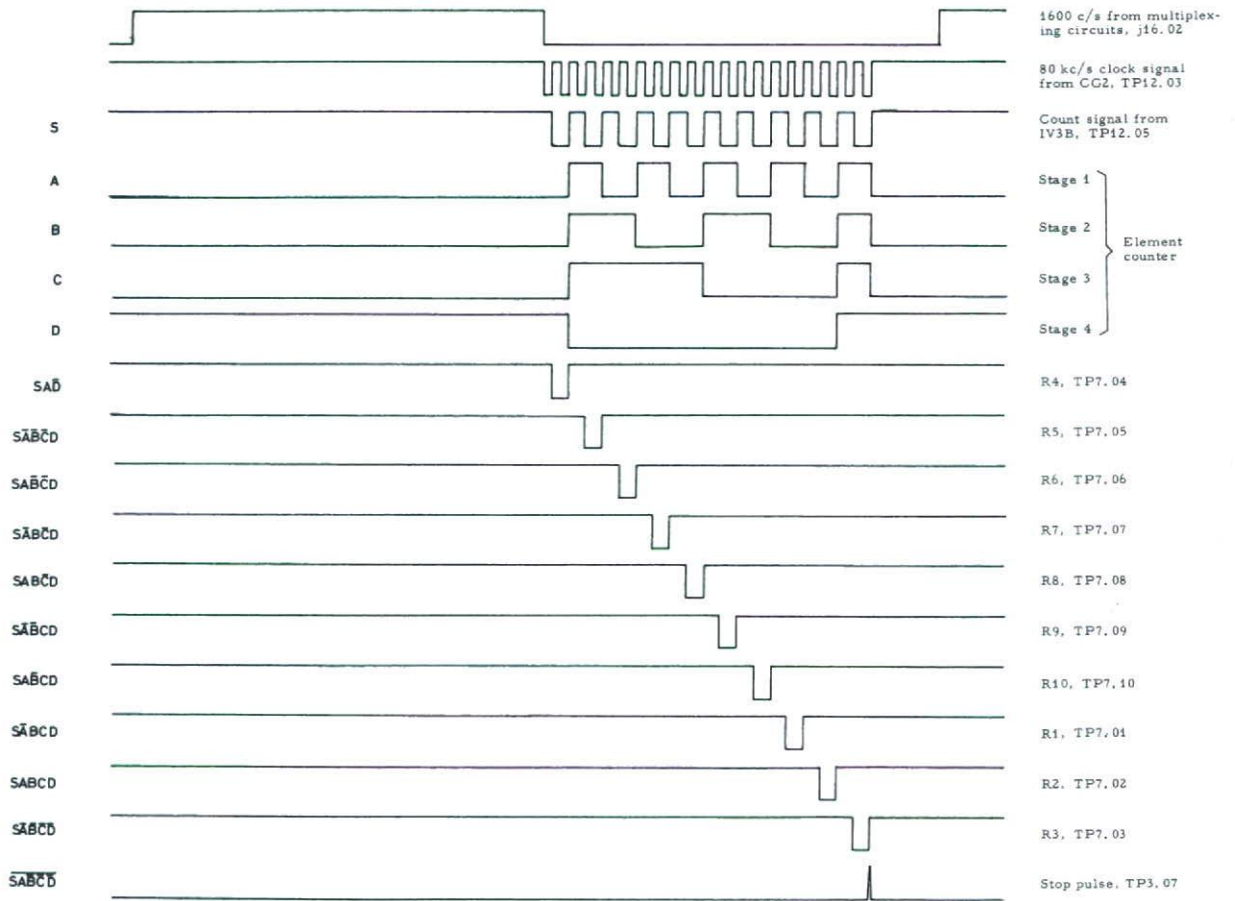 1600 c/s from multiplex-
ing circuits, j16.02
80 kc/s clock signal
from CG2, TP12.03
S
Count signal from
IV3B, TP12.05
A
Stage 1
B
Stage 2
Element
counter
C
Stage 3
D
Stage 4
SAD̄
R4, TP7.04
SĀB̄C̄D
R5, TP7.05
SAB̄C̄D
R6, TP7.06
SĀBC̄D
R7, TP7.07
SABC̄D
R8, TP7.08
SĀB̄CD
R9, TP7.09
SAB̄CD
R10, TP7.10
SĀBCD
R1, TP7.01
SABCD
R2, TP7.02
SĀB̄C̄D̄
R3, TP7.03
S̅A̅B̅C̅D̅
Stop pulse, TP3.07